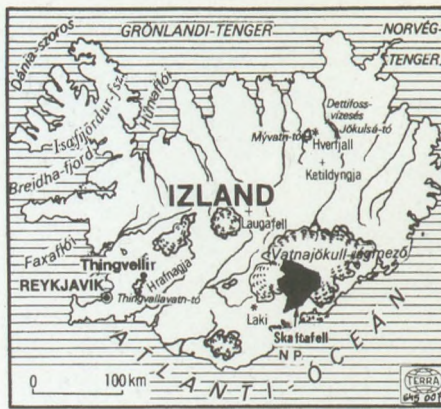 GRÖNLANDI-TENGER
NORVÉG-
TENGER
Dánia-szoros
Húnaflói
Isafjördur-fsz.
Breidha-fjord
Dettifoss-
vízesés
Jökulsá-tó
Mývatn-tó
Hverfjall
Ketildyngja
IZLAND
Laugafell
Vatnajökull-jégmező
Faxaflói
Thingvellir
Hrafnagja
REYKJAVÍK
Thingvallavatn-tó
Laki
Skaftafell
N P
ATLANTI-ÓCEÁN
0 100 km
TERRA